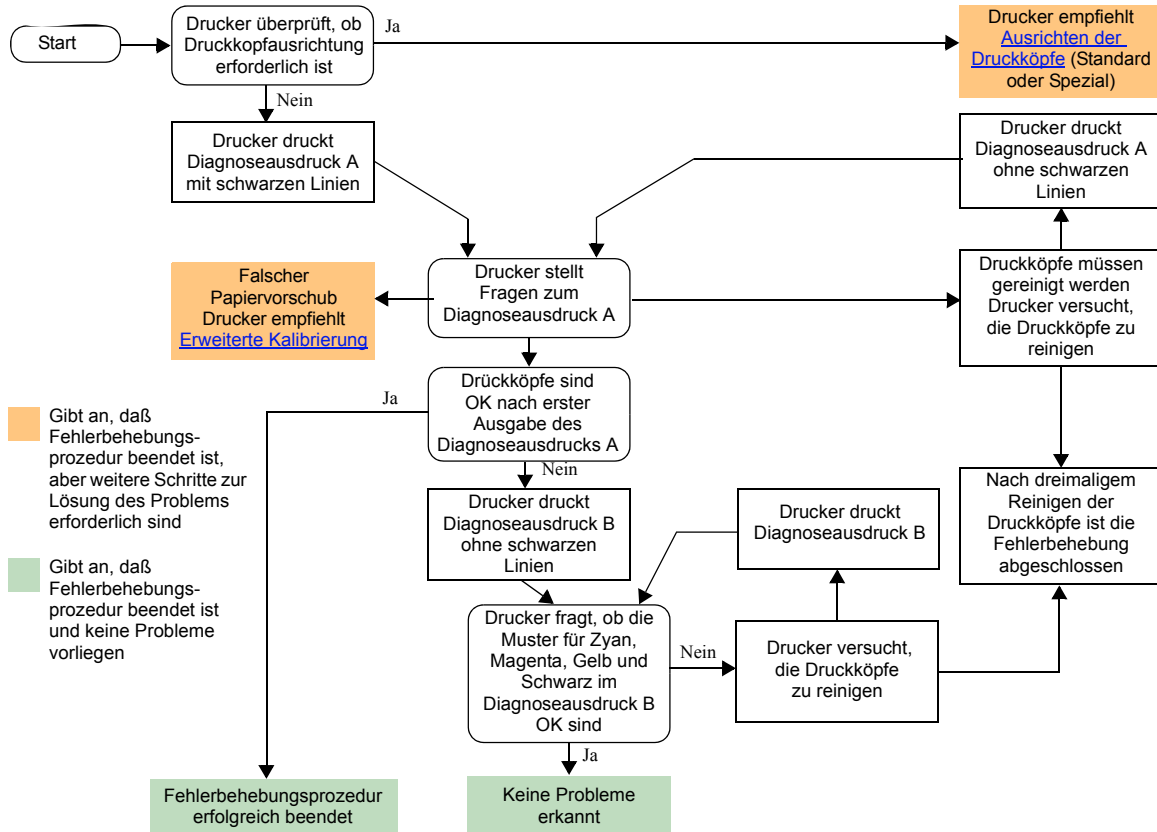 Start
Drucker überprüft, ob
Druckkopfausrichtung
erforderlich ist
Ja
Drucker empfiehlt
Ausrichten der
Druckköpfe (Standard
oder Spezial)
Nein
Drucker druckt
Diagnoseausdruck A
mit schwarzen Linien
Drucker druckt
Diagnoseausdruck A
ohne schwarzen
Linien
Falscher
Papiervorschub
Drucker empfiehlt
Erweiterte Kalibrierung
Drucker stellt
Fragen zum
Diagnoseausdruck A
Druckköpfe müssen
gereinigt werden
Drucker versucht,
die Druckköpfe zu
reinigen
Ja
Drückköpfe sind
OK nach erster
Ausgabe des
Diagnoseausdrucks A
Gibt an, daß
Fehlerbehebungs-
prozedur beendet ist,
aber weitere Schritte zur
Lösung des Problems
erforderlich sind
Nein
Drucker druckt
Diagnoseausdruck B
ohne schwarzen
Linien
Drucker druckt
Diagnoseausdruck B
Nach dreimaligem
Reinigen der
Druckköpfe ist die
Fehlerbehebung
abgeschlossen
Gibt an, daß
Fehlerbehebungs-
prozedur beendet ist
und keine Probleme
vorliegen
Drucker fragt, ob die
Muster für Zyan,
Magenta, Gelb und
Schwarz im
Diagnoseausdruck B
OK sind
Nein
Drucker versucht,
die Druckköpfe
zu reinigen
Ja
Fehlerbehebungsprozedur
erfolgreich beendet
Keine Probleme
erkannt